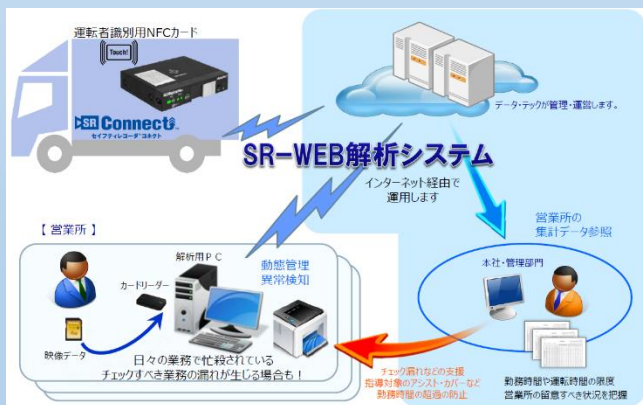 運転者識別用NFCカード
Touch!
SR Connect
セイフティレコーダ コネクト
データ・テックが管理・運営します。
SR-WEB解析システム
インターネット経由で
運用します
営業所の
集計データ参照
【 営業所 】
解析用PC
カードリーダー
動態管理
異常検知
本社・管理部門
映像データ
日々の業務で忙殺されている
チェックすべき業務の漏れが生じる場合も!
チェック漏れなどの支援
指導対象のアシスト・カバーなど
勤務時間の超過の防止
勤務時間や運転時間の限度
営業所の留意すべき状況を把握